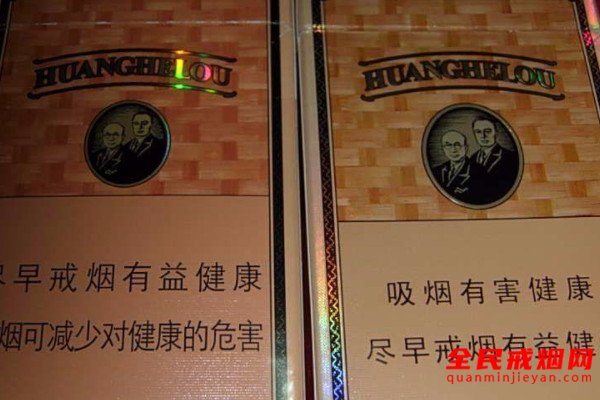 HUANGHELOU
尽早戒烟有益健康
烟可减少对健康的危害
HUANGHELOU
吸烟有害健康
尽早戒烟有益健
全民戒烟网
quanminjieyan.com